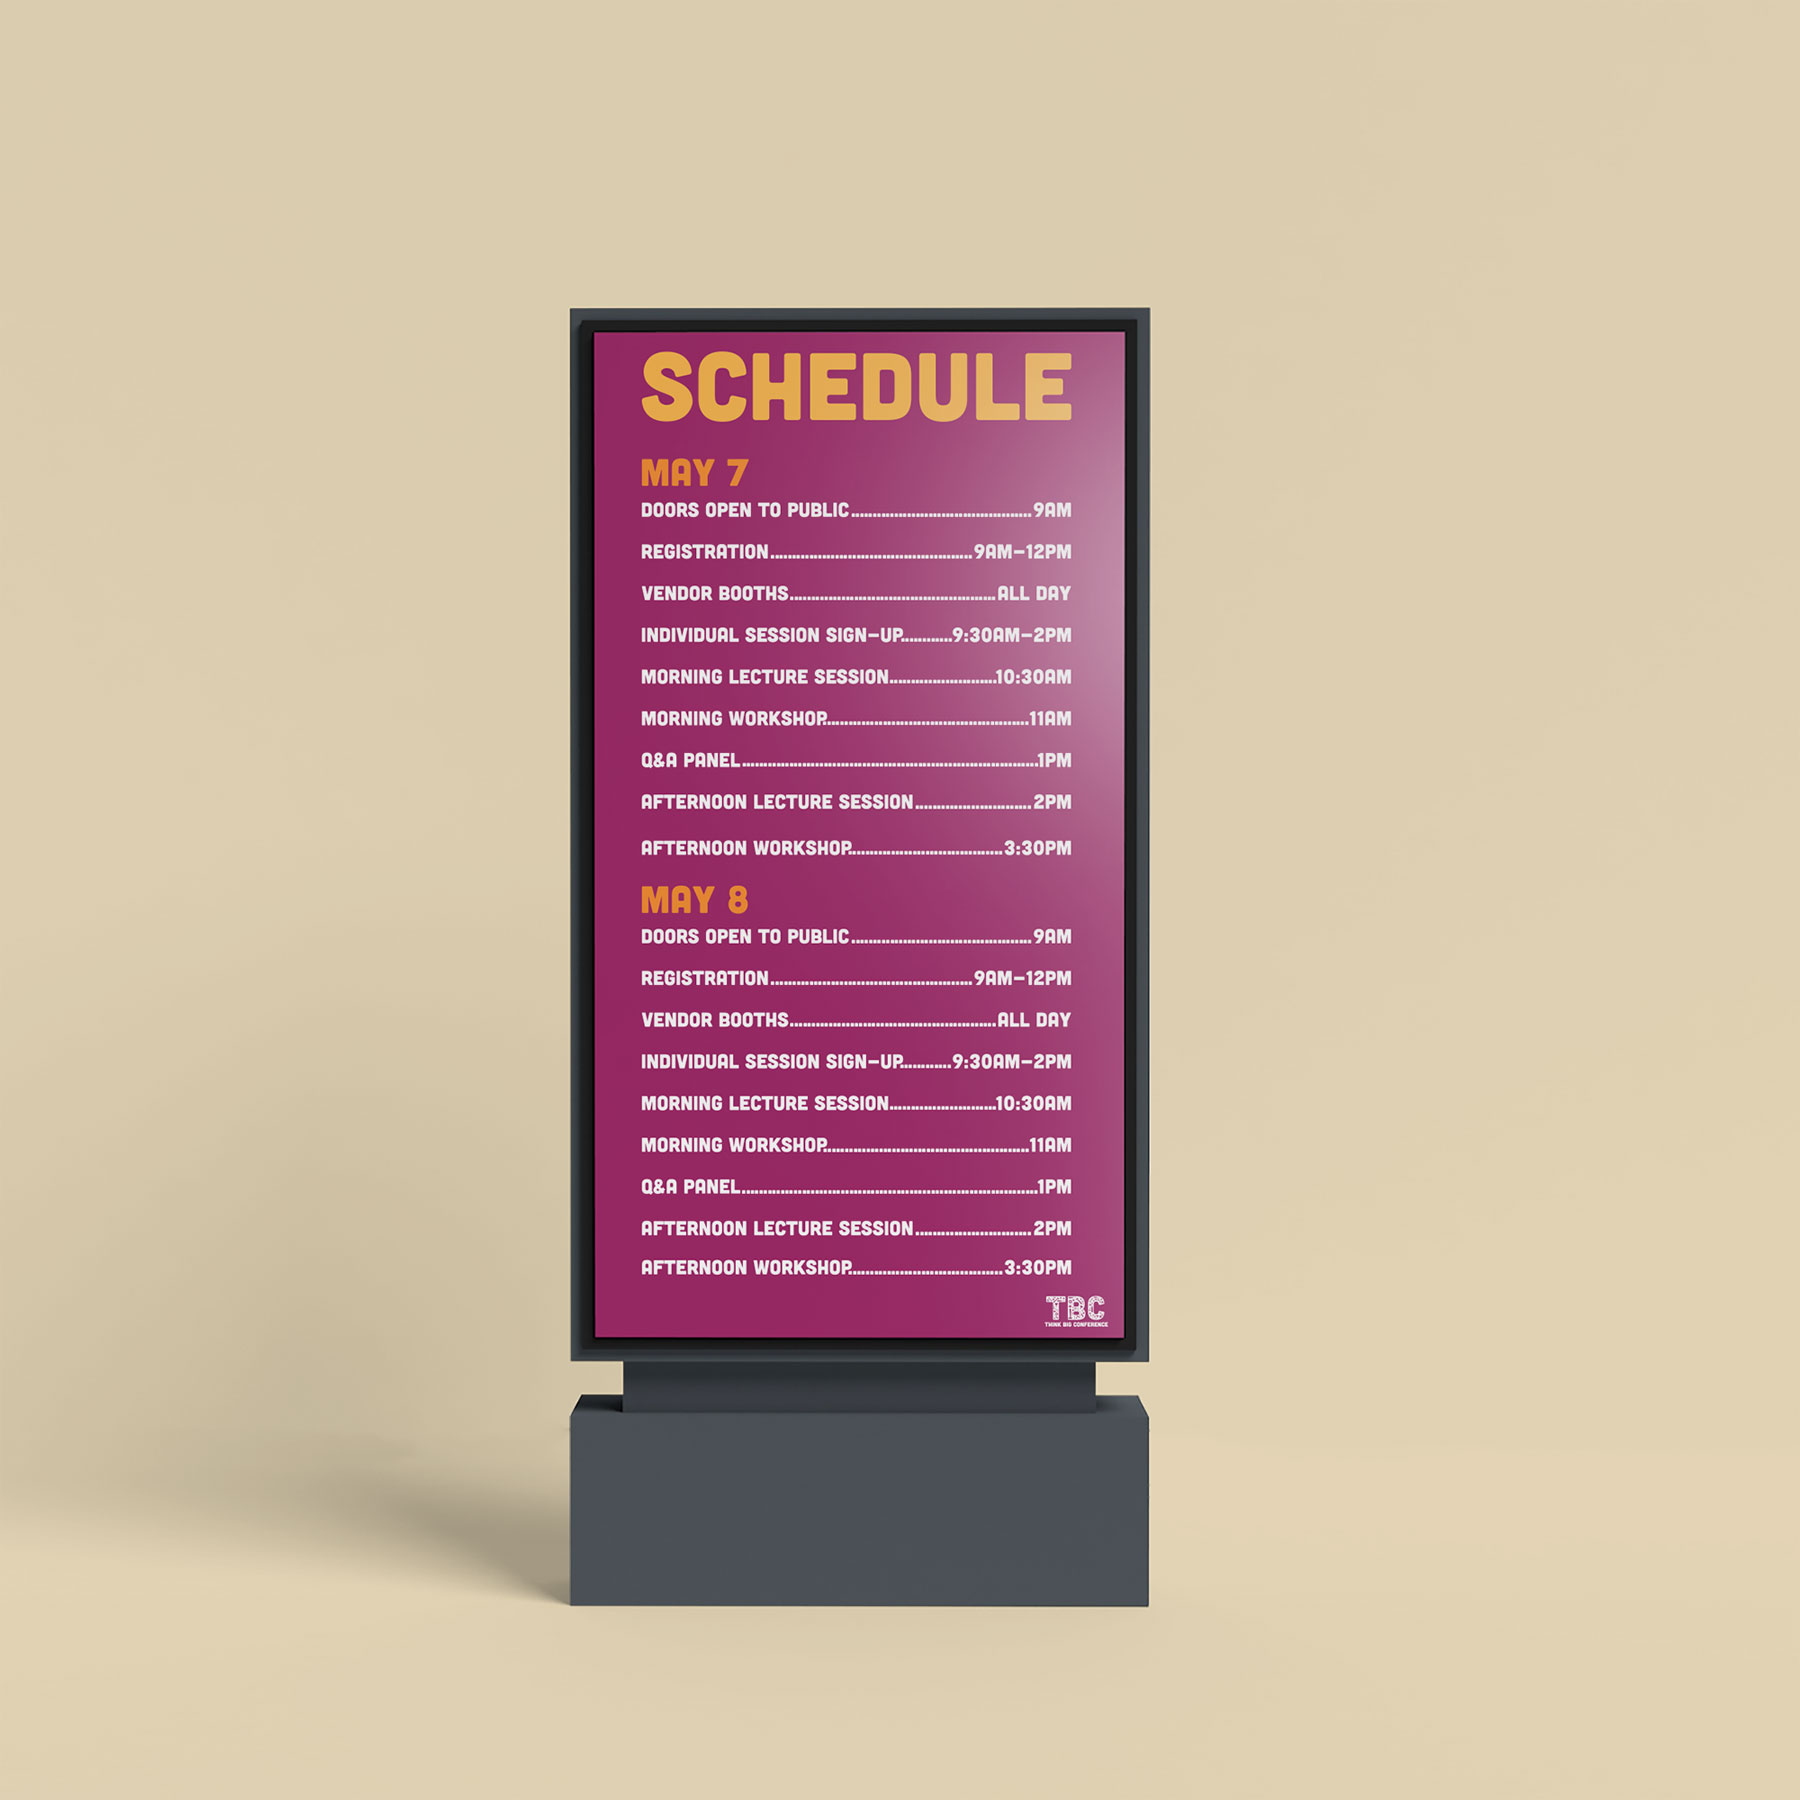 SCHEDULE
MAY 7
DOORS OPEN TO PUBLIC........................................9AM
REGISTRATION.............................................9AM-12PM
VENDOR BOOTHS..............................................ALL DAY
INDIVIDUAL SESSION SIGN-UP...........9:30AM-2PM
MORNING LECTURE SESSION........................10:30AM
MORNING WORKSHOP.............................................11AM
Q&A PANEL..................................................................1PM
AFTERNOON LECTURE SESSION..........................2PM
AFTERNOON WORKSHOP..................................3:30PM
MAY 8
DOORS OPEN TO PUBLIC........................................9AM
REGISTRATION.............................................9AM-12PM
VENDOR BOOTHS..............................................ALL DAY
INDIVIDUAL SESSION SIGN-UP...........9:30AM-2PM
MORNING LECTURE SESSION........................10:30AM
MORNING WORKSHOP.............................................11AM
Q&A PANEL..................................................................1PM
AFTERNOON LECTURE SESSION..........................2PM
AFTERNOON WORKSHOP..................................3:30PM
TBC
THINK BIG CONFERENCE